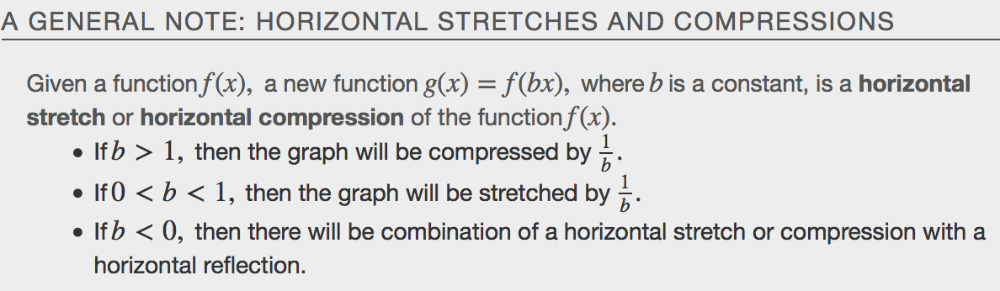 A GENERAL NOTE: HORIZONTAL STRETCHES AND COMPRESSIONS
Given a function f(x), a new function g(x) = f(bx), where b is a constant, is a horizontal
stretch or horizontal compression of the function f(x).
• If b > 1, then the graph will be compressed by 1/b.
• If 0 < b < 1, then the graph will be stretched by 1/b.
• If b < 0, then there will be combination of a horizontal stretch or compression with a
horizontal reflection.